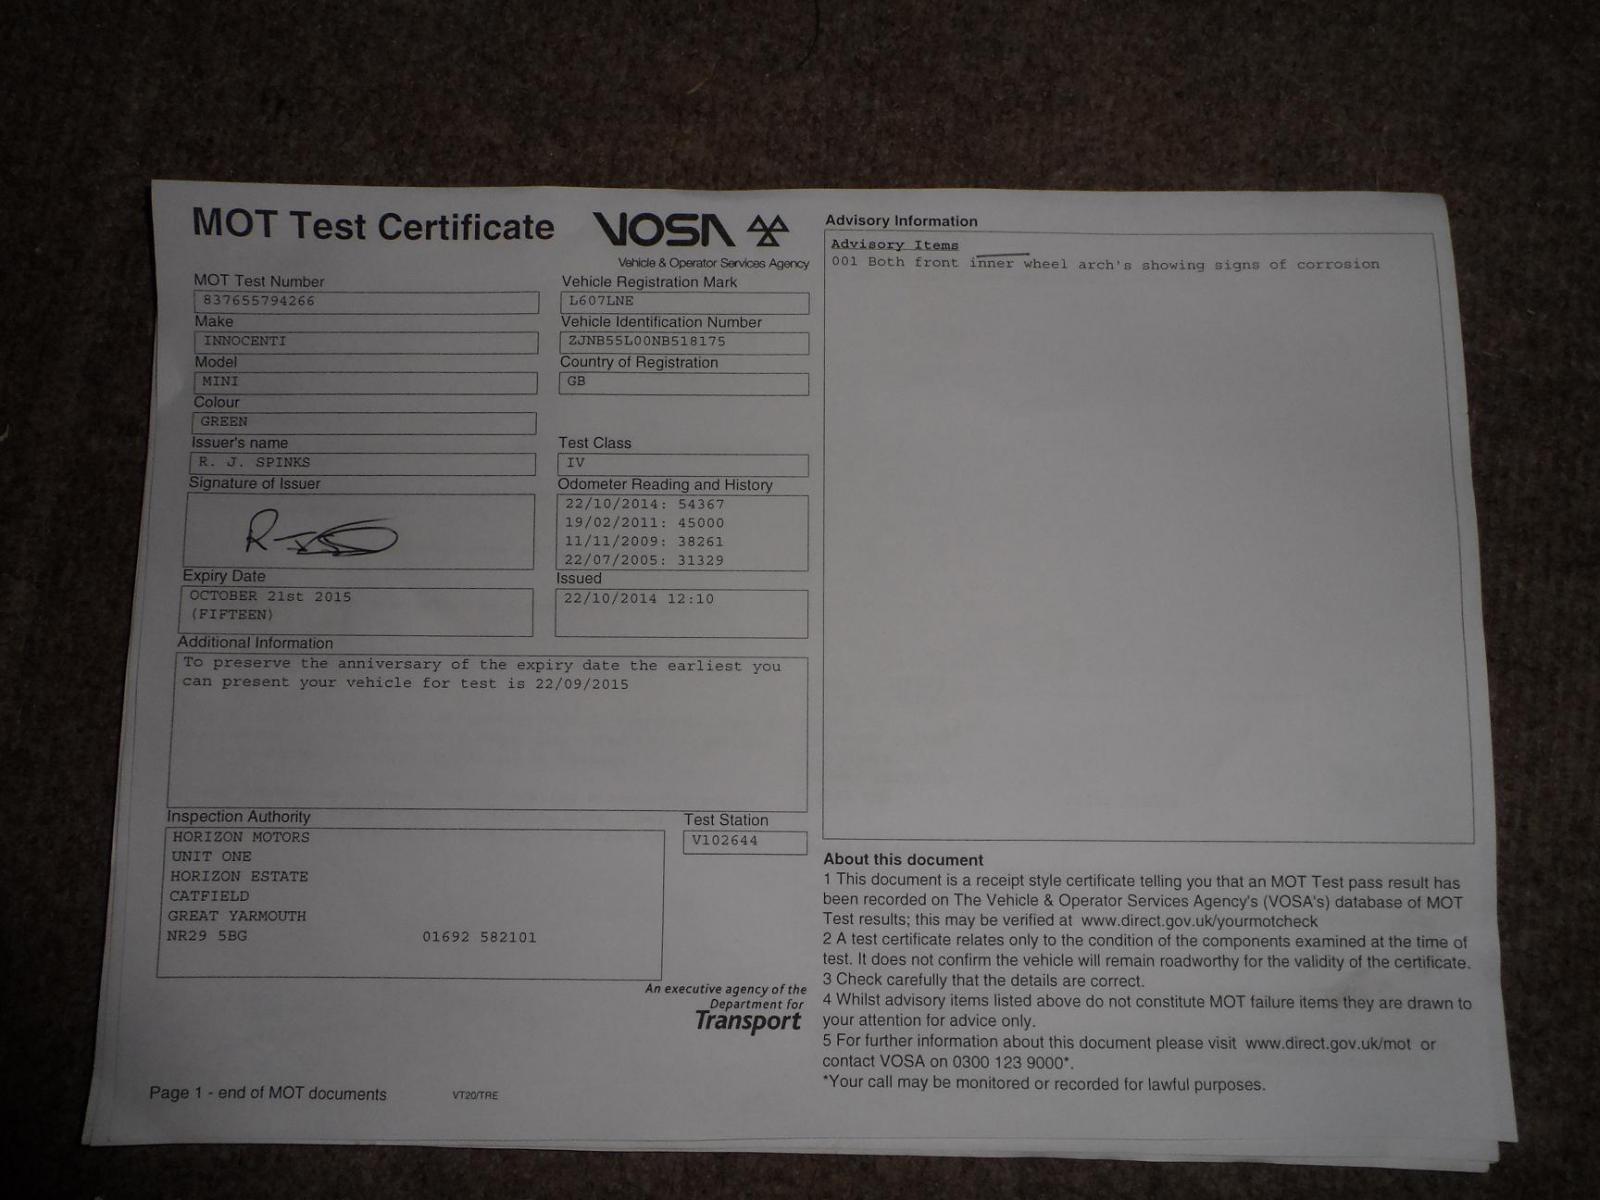 MOT Test Certificate
VOSA
Vehicle & Operator Services Agency
MOT Test Number
837655794266
Vehicle Registration Mark
L607LNE
Make
INNOCENTI
Vehicle Identification Number
ZJNB55L00NB518175
Model
MINI
Country of Registration
GB
Colour
GREEN
Issuer's name
R. J. SPINKS
Test Class
IV
Signature of Issuer
Odometer Reading and History
22/10/2014: 54367
19/02/2011: 45000
11/11/2009: 38261
22/07/2005: 31329
Expiry Date
OCTOBER 21st 2015
(FIFTEEN)
Issued
22/10/2014 12:10
Additional Information
To preserve the anniversary of the expiry date the earliest you
can present your vehicle for test is 22/09/2015
Inspection Authority
HORIZON MOTORS
UNIT ONE
HORIZON ESTATE
CATFIELD
GREAT YARMOUTH
NR29 5BG 01692 582101
Test Station
V102644
An executive agency of the
Department for
Transport
Page 1 - end of MOT documents
VT20/TRE
Advisory Information
Advisory Items
001 Both front inner wheel arch's showing signs of corrosion
About this document
1 This document is a receipt style certificate telling you that an MOT Test pass result has
been recorded on The Vehicle & Operator Services Agency's (VOSA's) database of MOT
Test results; this may be verified at www.direct.gov.uk/yourmotcheck
2 A test certificate relates only to the condition of the components examined at the time of
test. It does not confirm the vehicle will remain roadworthy for the validity of the certificate.
3 Check carefully that the details are correct.
4 Whilst advisory items listed above do not constitute MOT failure items they are drawn to
your attention for advice only.
5 For further information about this document please visit www.direct.gov.uk/mot or
contact VOSA on 0300 123 9000*.
*Your call may be monitored or recorded for lawful purposes.